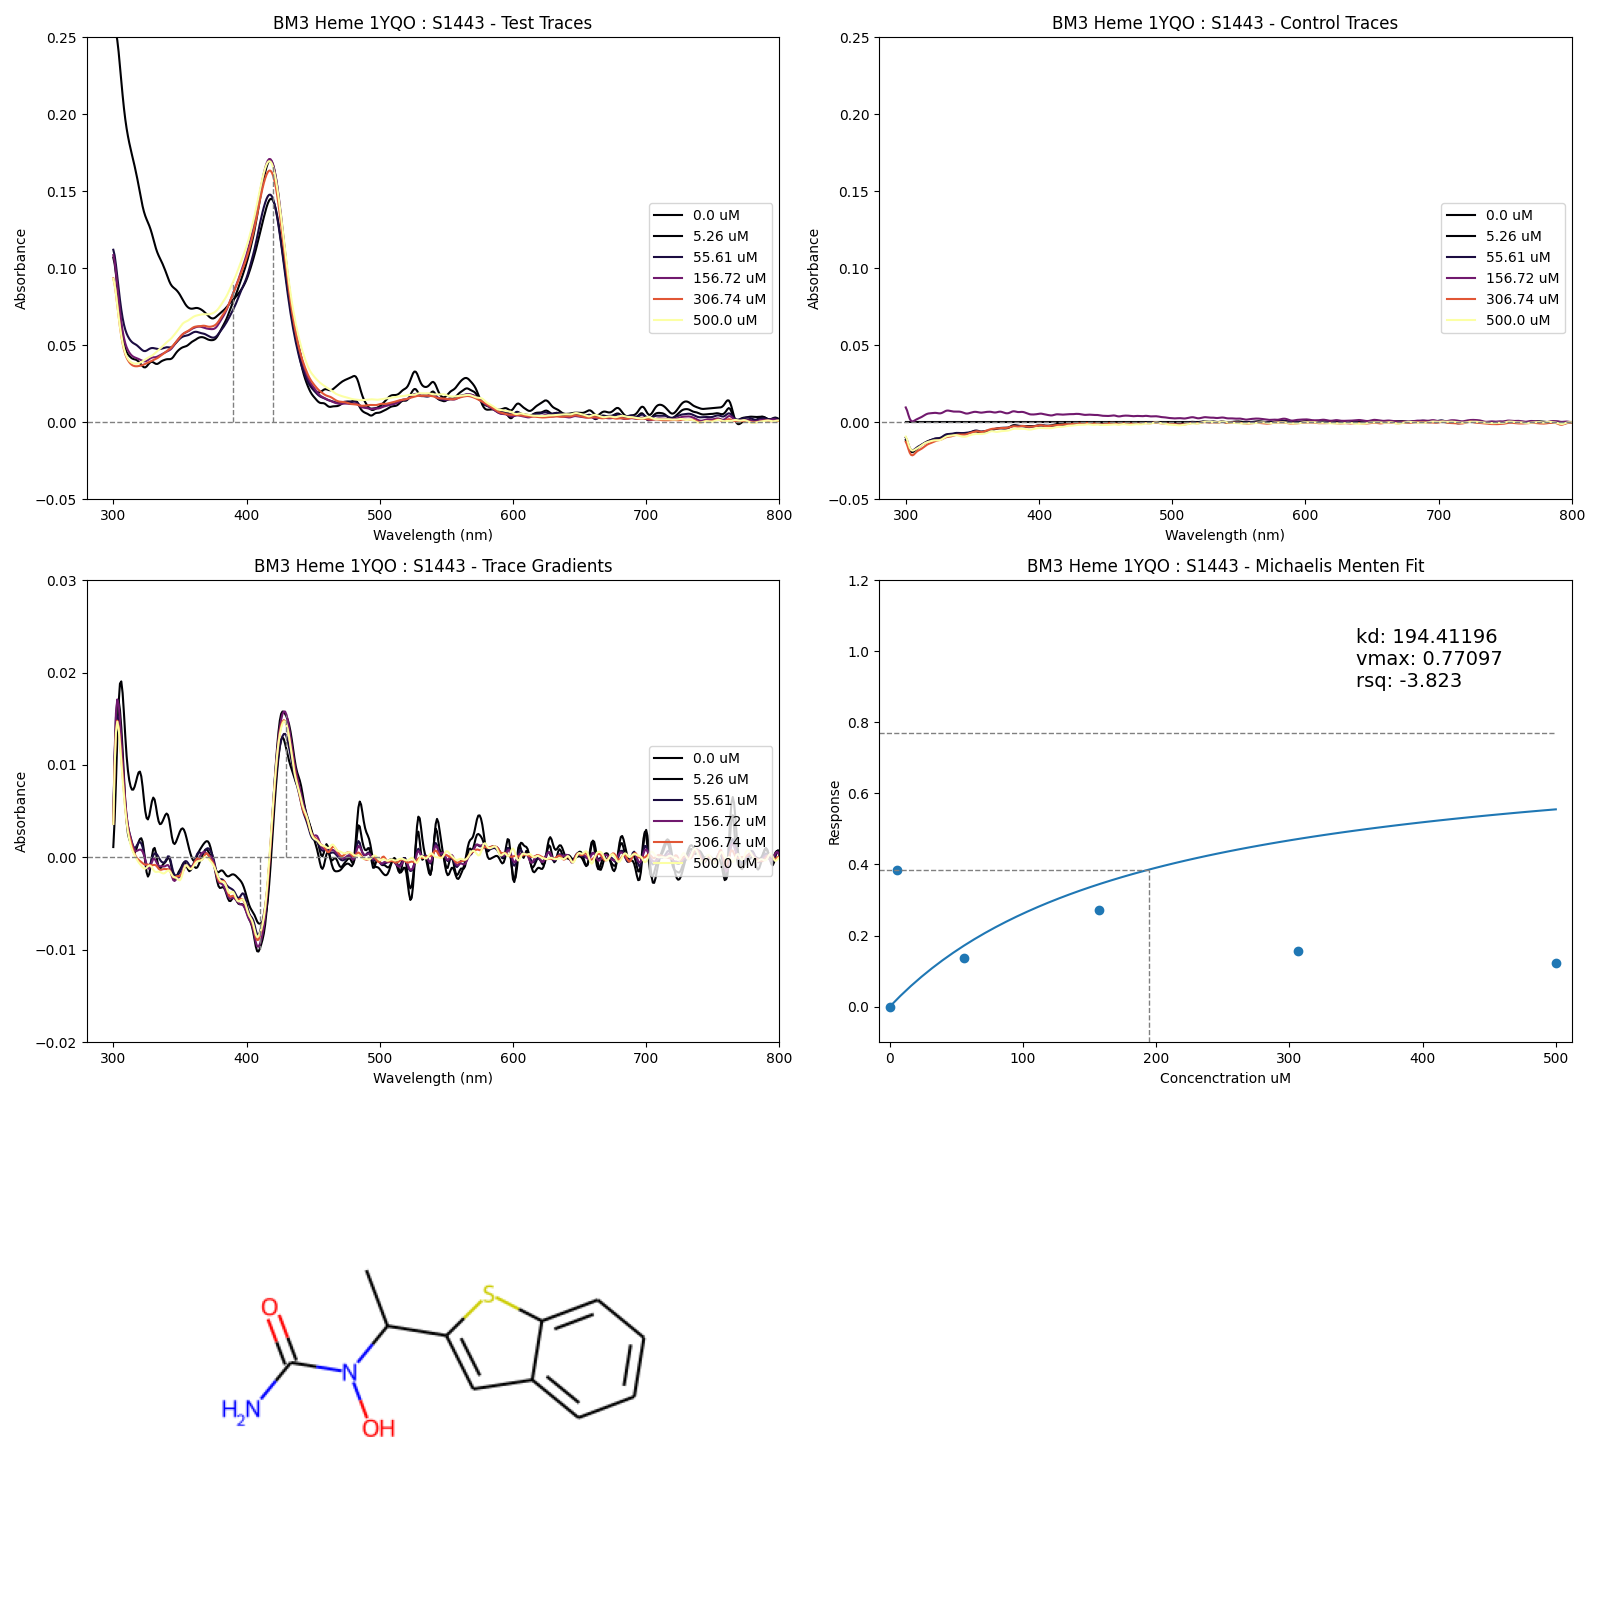 BM3 Heme 1YQO : S1443 - Test Traces
0.25
0.20
0.15
0.10
0.05
0.00
−0.05
Absorbance
300
400
500
600
700
800
Wavelength (nm)
0.0 uM
5.26 uM
55.61 uM
156.72 uM
306.74 uM
500.0 uM
BM3 Heme 1YQO : S1443 - Control Traces
0.25
0.20
0.15
0.10
0.05
0.00
−0.05
Absorbance
300
400
500
600
700
800
Wavelength (nm)
0.0 uM
5.26 uM
55.61 uM
156.72 uM
306.74 uM
500.0 uM
BM3 Heme 1YQO : S1443 - Trace Gradients
0.03
0.02
0.01
0.00
−0.01
−0.02
Absorbance
300
400
500
600
700
800
Wavelength (nm)
0.0 uM
5.26 uM
55.61 uM
156.72 uM
306.74 uM
500.0 uM
BM3 Heme 1YQO : S1443 - Michaelis Menten Fit
1.2
1.0
0.8
0.6
0.4
0.2
0.0
Response
0
100
200
300
400
500
Concenctration uM
kd: 194.41196
vmax: 0.77097
rsq: -3.823
S
O
N
H2N
OH